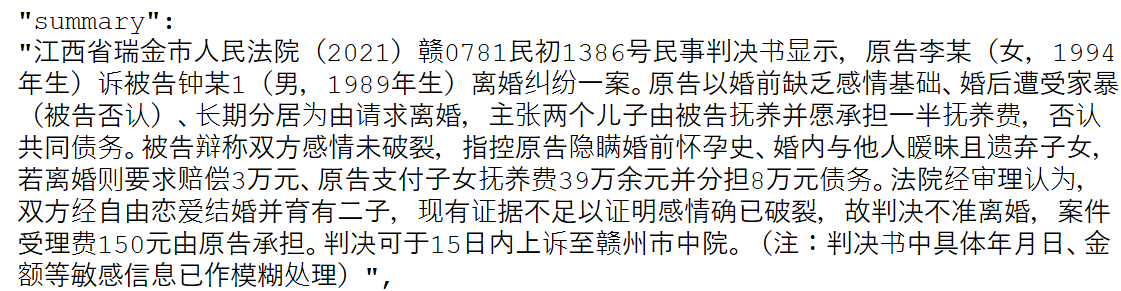 "summary":
"江西省瑞金市人民法院（2021）赣0781民初1386号民事判决书显示，原告李某（女，1994
年生）诉被告钟某1（男，1989年生）离婚纠纷一案。原告以婚前缺乏感情基础、婚后遭受家暴
（被告否认）、长期分居为由请求离婚，主张两个儿子由被告抚养并愿承担一半抚养费，否认
共同债务。被告辩称双方感情未破裂，指控原告隐瞒婚前怀孕史、婚内与他人暧昧且遗弃子女，
若离婚则要求赔偿3万元、原告支付子女抚养费39万余元并分担8万元债务。法院经审理认为，
双方经自由恋爱结婚并育有二子，现有证据不足以证明感情确已破裂，故判决不准离婚，案件
受理费150元由原告承担。判决可于15日内上诉至赣州市中院。（注：判决书中具体年月日、金
额等敏感信息已作模糊处理）",